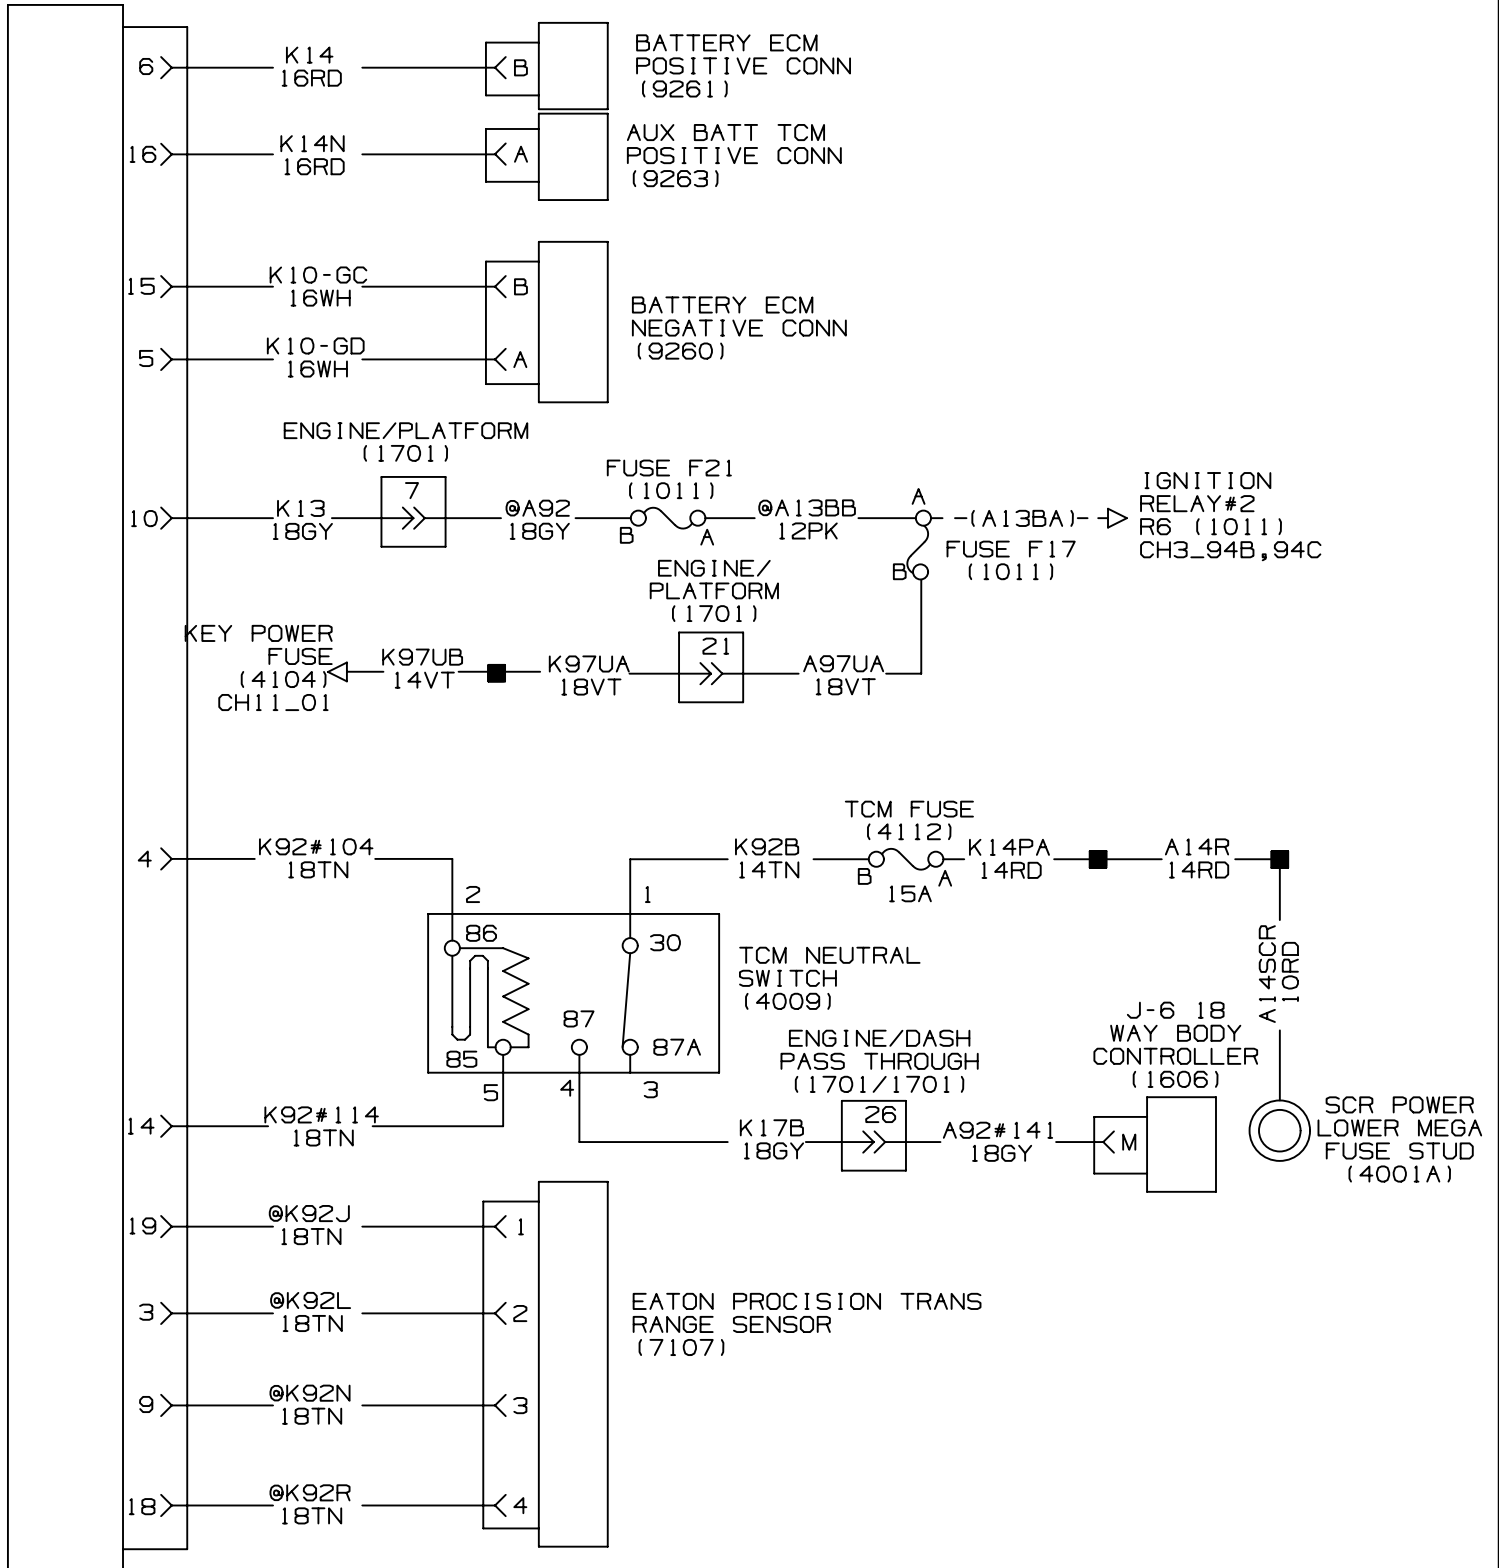 6
K14
16RD
B
BATTERY ECM
POSITIVE CONN
(9261)
16
K14N
16RD
A
AUX BATT TCM
POSITIVE CONN
(9263)
15
K10-GC
16WH
B
5
K10-GD
16WH
A
BATTERY ECM
NEGATIVE CONN
(9260)
ENGINE/PLATFORM
(1701)
10
K13
18GY
7
@A92
18GY
FUSE F21
(1011)
B
A
@A13BB
12PK
A
B
FUSE F17
(1011)
(A13BA)
IGNITION
RELAY#2
R6 (1011)
CH3_94B,94C
KEY POWER
FUSE
(4104)
CH11_01
K97UB
14VT
K97UA
18VT
ENGINE/
PLATFORM
(1701)
21
A97UA
18VT
4
K92#104
18TN
2
1
K92B
14TN
TCM FUSE
(4112)
B
A
15A
K14PA
14RD
A14R
14RD
A14SCR
10RD
86
30
85
87
87A
5
4
3
TCM NEUTRAL
SWITCH
(4009)
14
K92#114
18TN
K17B
18GY
ENGINE/DASH
PASS THROUGH
(1701/1701)
26
A92#141
18GY
M
J-6 18
WAY BODY
CONTROLLER
(1606)
SCR POWER
LOWER MEGA
FUSE STUD
(4001A)
19
@K92J
18TN
1
3
@K92L
18TN
2
9
@K92N
18TN
3
18
@K92R
18TN
4
EATON PROCISION TRANS
RANGE SENSOR
(7107)